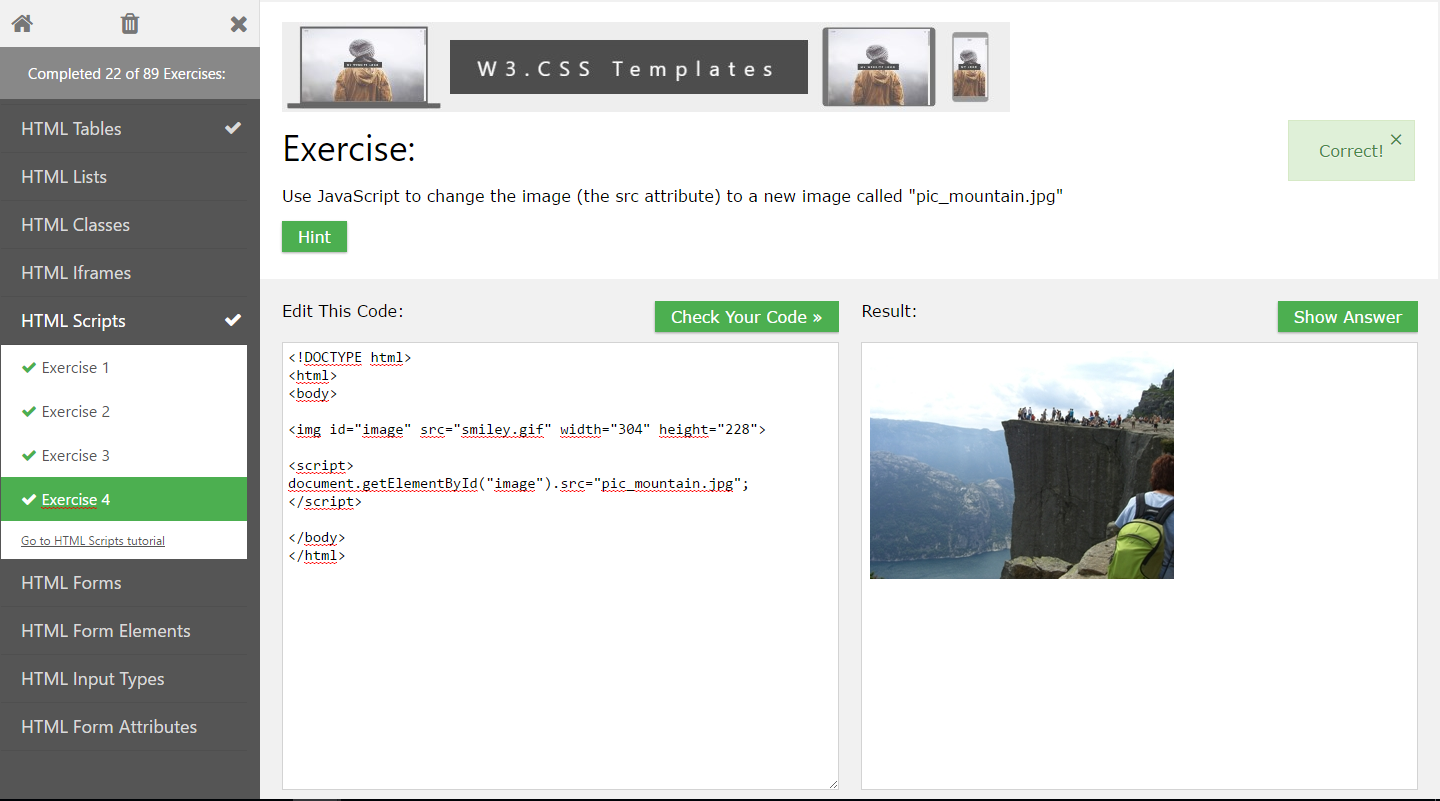 Completed 22 of 89 Exercises:
HTML Tables
HTML Lists
HTML Classes
HTML Iframes
HTML Scripts
Exercise 1
Exercise 2
Exercise 3
Exercise 4
Go to HTML Scripts tutorial
HTML Forms
HTML Form Elements
HTML Input Types
HTML Form Attributes
W3.CSS Templates
Exercise:
Correct!
Use JavaScript to change the image (the src attribute) to a new image called "pic_mountain.jpg"
Hint
Edit This Code:
Check Your Code »
<!DOCTYPE html>
<html>
<body>
<img id="image" src="smiley.gif" width="304" height="228">
<script>
document.getElementById("image").src="pic_mountain.jpg";
</script>
</body>
</html>
Result:
Show Answer